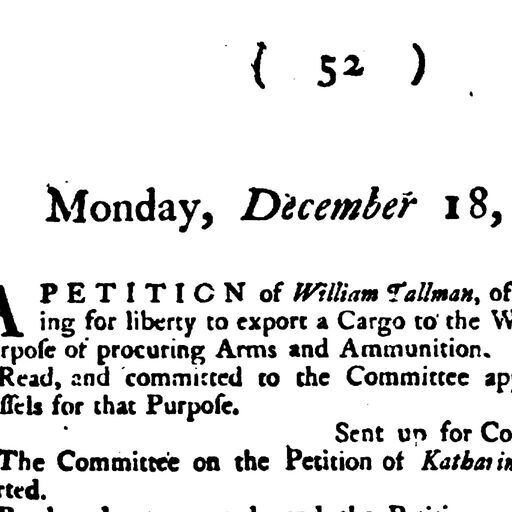 ( 52 )
Monday, December 18,
A PETITION of William Tallman, of
ing for liberty to export a Cargo to the W
rpoſe of procuring Arms and Ammunition.
Read, and committed to the Committee ap
ſſels for that Purpoſe.
Sent up for Co
The Committee on the Petition of Katharin
rted.